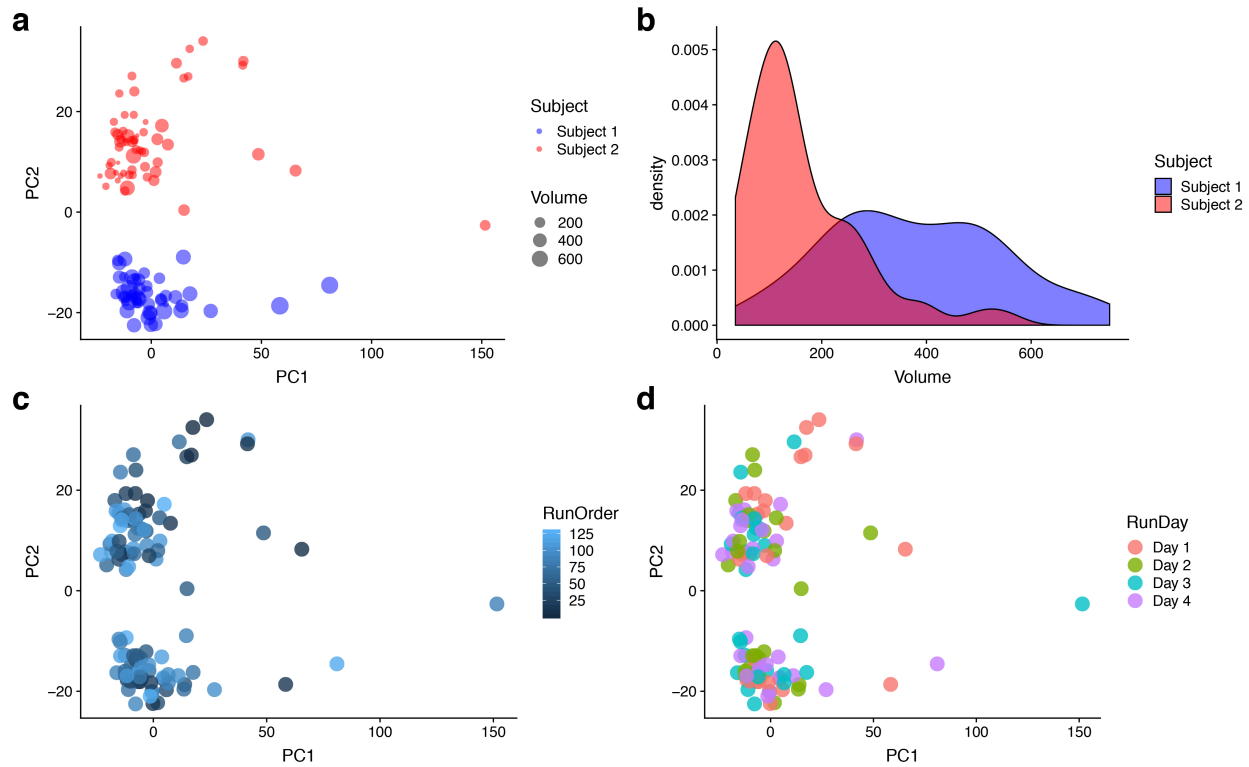 a
20
0
−20
PC2
0
50
100
150
PC1
Subject
Subject 1
Subject 2
Volume
200
400
600
b
0.005
0.004
0.003
0.002
0.001
0.000
density
0
200
400
600
Volume
Subject
Subject 1
Subject 2
c
20
0
−20
PC2
0
50
100
150
PC1
RunOrder
125
100
75
50
25
d
20
0
−20
PC2
0
50
100
150
PC1
RunDay
Day 1
Day 2
Day 3
Day 4